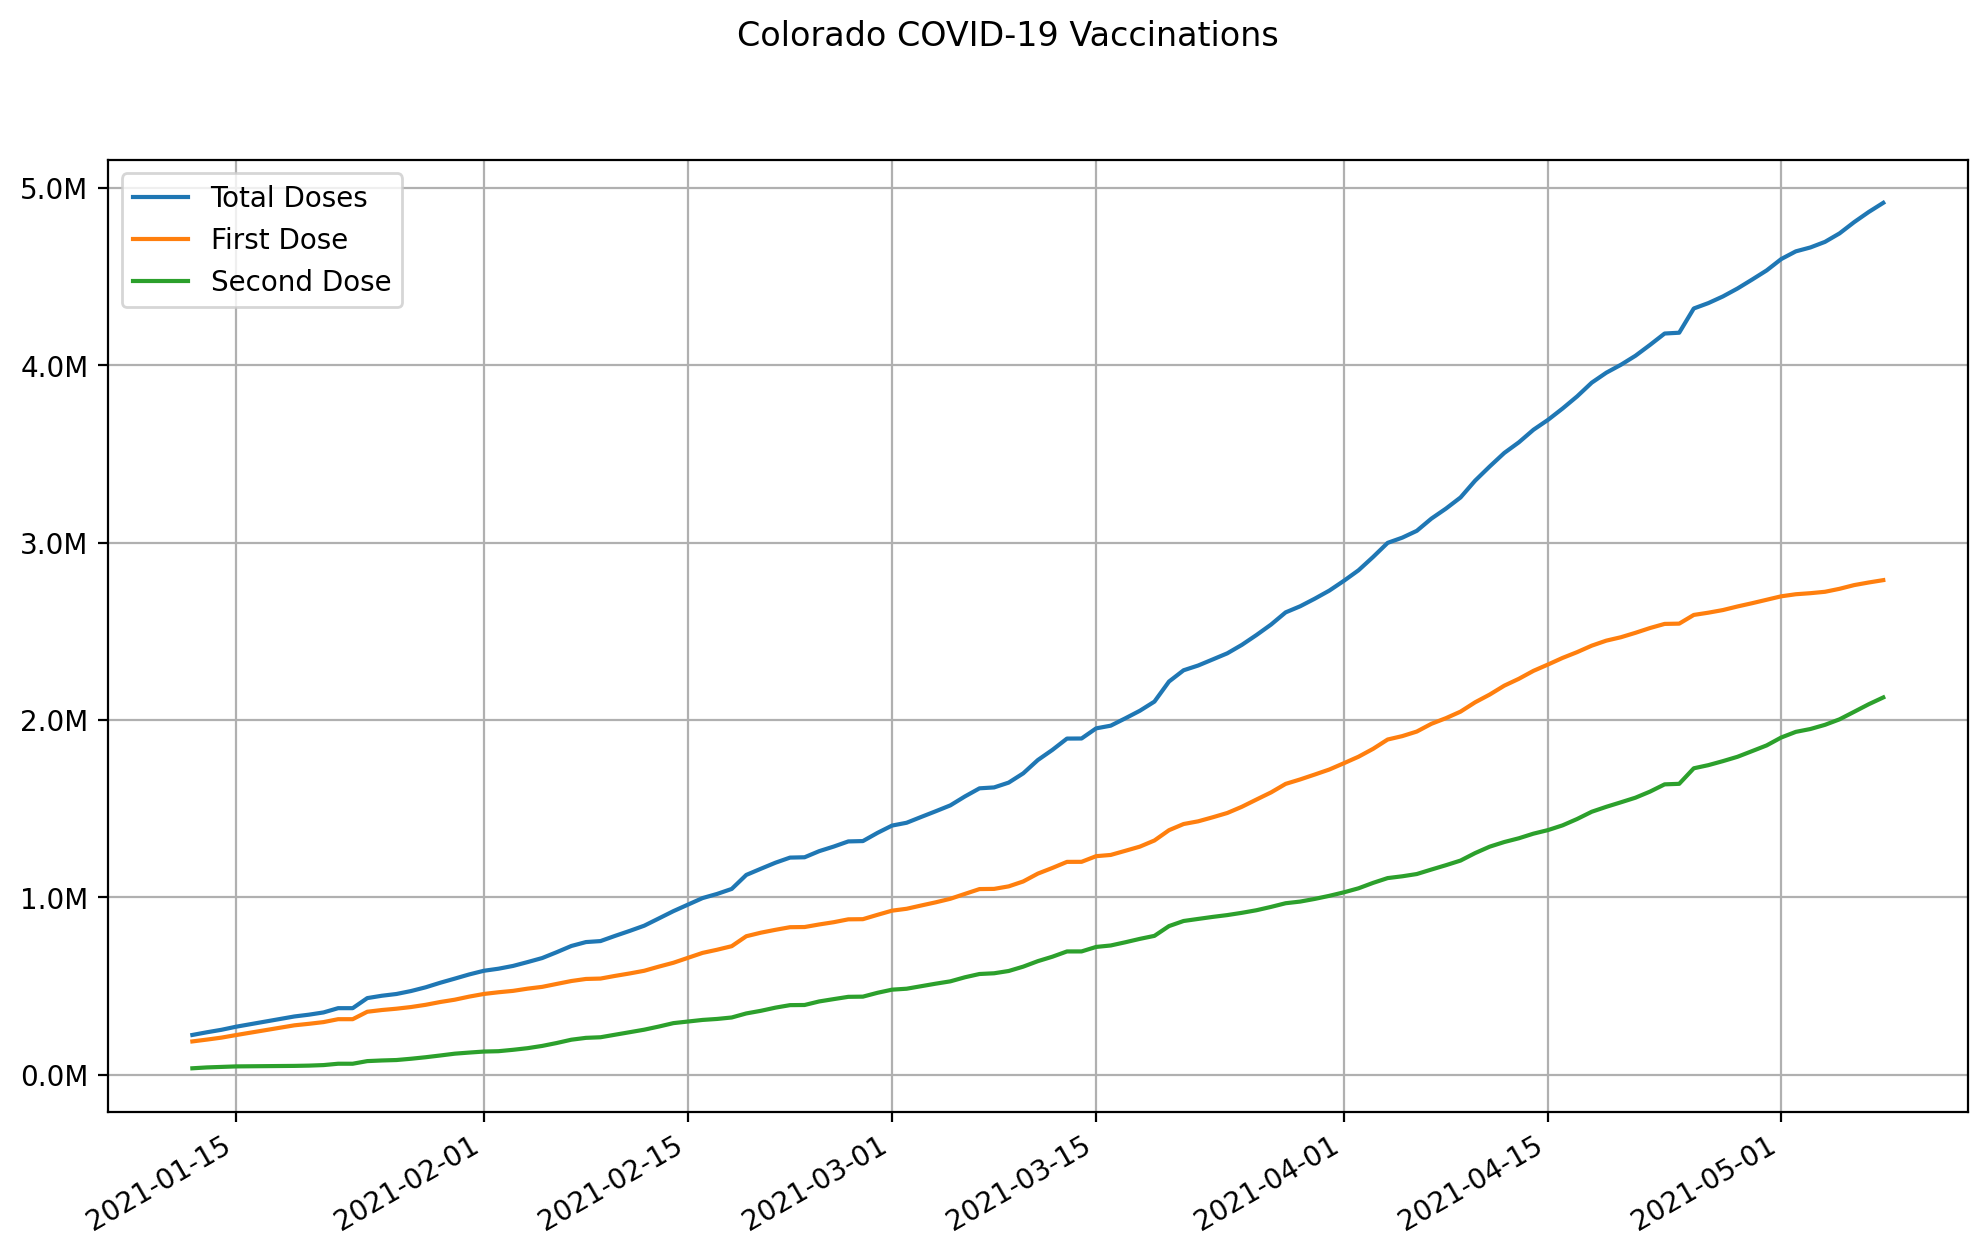 Colorado COVID-19 Vaccinations
5.0M
4.0M
3.0M
2.0M
1.0M
0.0M
Total Doses
First Dose
Second Dose
2021-01-15
2021-02-01
2021-02-15
2021-03-01
2021-03-15
2021-04-01
2021-04-15
2021-05-01